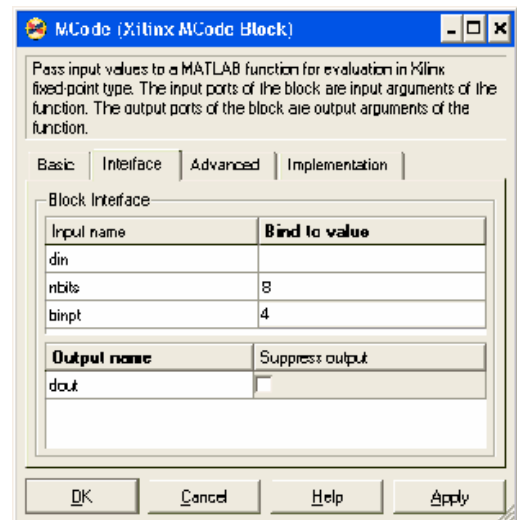 MCode (Xilinx MCode Block)
Pass input values to a MATLAB function for evaluation in Xilinx
fixed-point type. The input ports of the block are input arguments of the
function. The output ports of the block are output arguments of the
function.
Basic Interface Advanced Implementation
Block Interface
Input name Bind to value
din
nbits 8
binpt 4
Output name Suppress output
dout
OK Cancel Help Apply